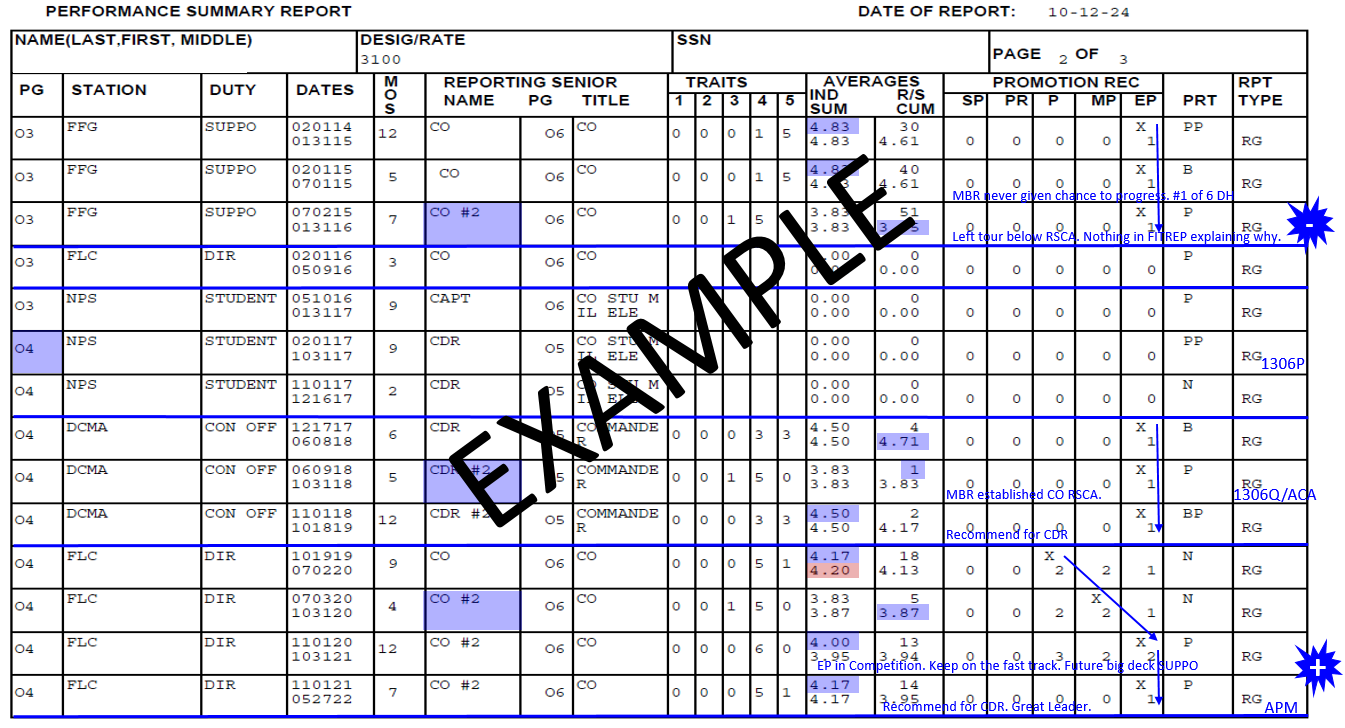 PERFORMANCE SUMMARY REPORT DATE OF REPORT: 10-12-24
NAME(LAST,FIRST, MIDDLE) DESIG/RATE SSN
3100 PAGE 2 OF 3
PG STATION DUTY DATES MOS REPORTING SENIOR TRAITS AVERAGES PROMOTION REC PRT RPT TYPE
NAME PG TITLE 1 2 3 4 5 IND SUM R/S CUM SP PR P MP EP
O3 FFG SUPPO 020114 12 CO O6 CO 0 0 0 1 5 4.83 30 X PP
013115 4.83 4.61 0 0 0 0 1 RG
O3 FFG SUPPO 020115 5 CO O6 CO 0 0 0 1 5 40 X B
070115 4.61 0 0 0 0 1 RG
MBR never given chance to progress. #1 of 6 DH
O3 FFG SUPPO 070215 7 CO #2 O6 CO 0 0 1 5 3.83 51 X P
013116 3.83 0 0 0 0 1 RG
Left tour below RSCA. Nothing in FITREP explaining why.
-
O3 FLC DIR 020116 3 CO O6 CO 0 P
050916 0.00 0 0 0 0 0 RG
O3 NPS STUDENT 051016 9 CAPT O6 CO STU M 0.00 0 P
013117 IL ELE 0.00 0.00 0 0 0 0 0 RG
O4 NPS STUDENT 020117 9 CDR O5 CO STU M 0.00 0 PP
103117 IL ELE 0.00 0.00 0 0 0 0 0 RG
1306P
O4 NPS STUDENT 110117 2 CDR O5 CO STU M 0.00 0 N
121617 0.00 0.00 0 0 0 0 0 RG
O4 DCMA CON OFF 121717 6 CDR COMMANDE 0 0 0 3 3 4.50 4 X B
060818 R 4.50 4.71 0 0 0 0 1 RG
O4 DCMA CON OFF 060918 5 CDR #2 COMMANDE 0 0 1 5 0 3.83 1 X P
103118 R 3.83 3.83 0 0 0 0 1 RG
MBR established CO RSCA. 1306Q/ACA
O4 DCMA CON OFF 110118 12 CDR #2 O5 COMMANDE 0 0 0 3 3 4.50 2 X BP
101819 R 4.50 4.17 0 0 0 0 1 RG
Recommend for CDR
O4 FLC DIR 101919 9 CO O6 CO 0 0 0 5 1 4.17 18 X N
070220 4.20 4.13 0 0 2 2 1 RG
O4 FLC DIR 070320 4 CO #2 O6 CO 0 0 1 5 0 3.83 5 X N
103120 3.87 3.87 0 0 2 2 1 RG
O4 FLC DIR 110120 12 CO #2 O6 CO 0 0 0 6 0 4.00 13 X P
103121 3.95 3.94 0 0 3 2 2 RG
EP in Competition. Keep on the fast track. Future big deck SUPPO
+
O4 FLC DIR 110121 7 CO #2 O6 CO 0 0 0 5 1 4.17 14 X P
052722 4.17 3.95 0 0 0 0 1 RG
Recommend for CDR. Great Leader. APM
EXAMPLE